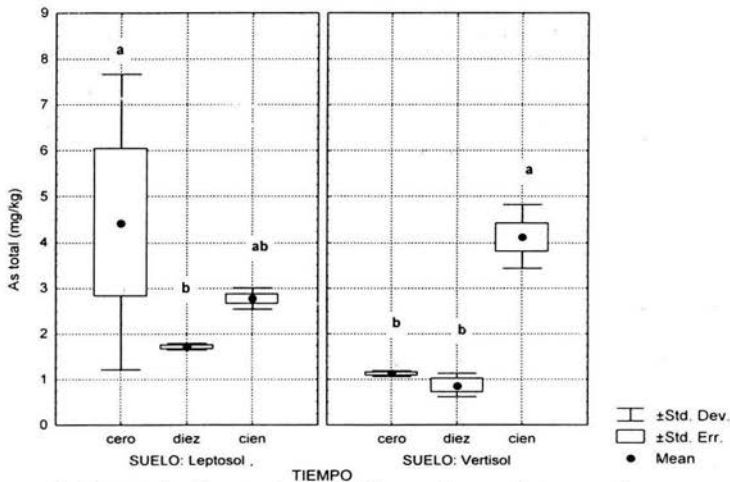 As total (mg/kg)
9
8
7
6
5
4
3
2
1
0
a
b
ab
b
b
a
cero
diez
cien
cero
diez
cien
SUELO: Leptosol
SUELO: Vertisol
TIEMPO
±Std. Dev.
±Std. Err.
Mean